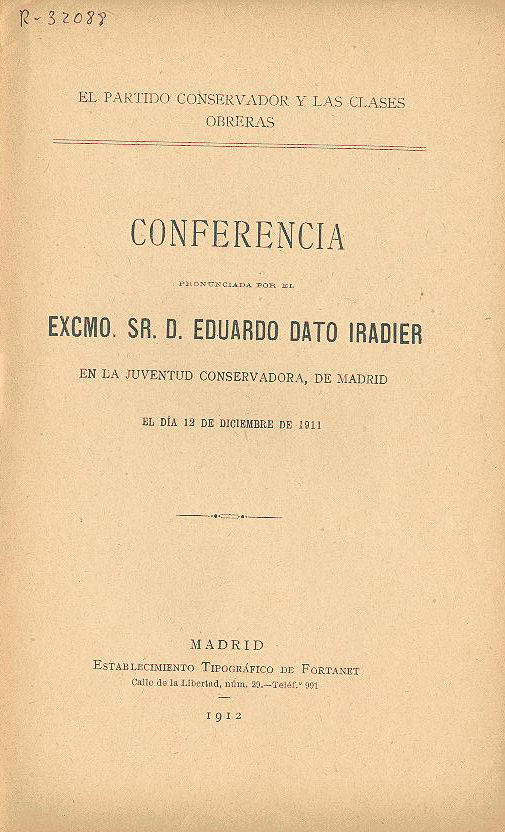 R-32088
EL PARTIDO CONSERVADOR Y LAS CLASES
OBRERAS
CONFERENCIA
PRONUNCIADA POR EL
EXCMO. SR. D. EDUARDO DATO IRADIER
EN LA JUVENTUD CONSERVADORA, DE MADRID
EL DÍA 12 DE DICIEMBRE DE 1911
MADRID
ESTABLECIMIENTO TIPOGRÁFICO DE FORTANET
Calle de la Libertad, núm. 29.—Teléf.º 991
1912